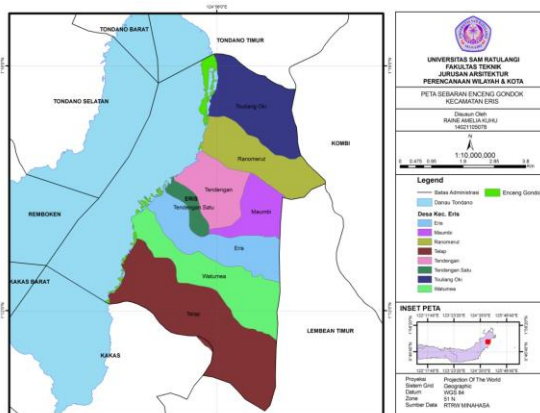 TONDANO BARAT
TONDANO TIMUR
TONDANO SELATAN
Touliang Oki
KOMBI
Ranomerut
Tendengan
ERIS
Tendengan Satu
Maumbi
REMBOKEN
Eris
KAKAS BARAT
Watumea
Telap
LEMBEAN TIMUR
KAKAS
UNIVERSITAS SAM RATULANGI
FAKULTAS TEKNIK
JURUSAN ARSITEKTUR
PERENCANAAN WILAYAH & KOTA
PETA SEBARAN ENCENG GONDOK
KECAMATAN ERIS
Disusun Oleh
RAINE AMELIA KUHU
N
1:10,000,000
Legend
Batas Administrasi
Enceng Gondok
Danau Tondano
Desa Kec. Eris
Eris
Maumbi
Ranomerut
Telap
Tendengan
Tendengan Satu
Touliang Oki
Watumea
INSET PETA
Proyeksi Projection Of The World
Sistem Grid Geographic
Datum WGS 84
Zone 51 N
Sumber Data RTRW MINAHASA